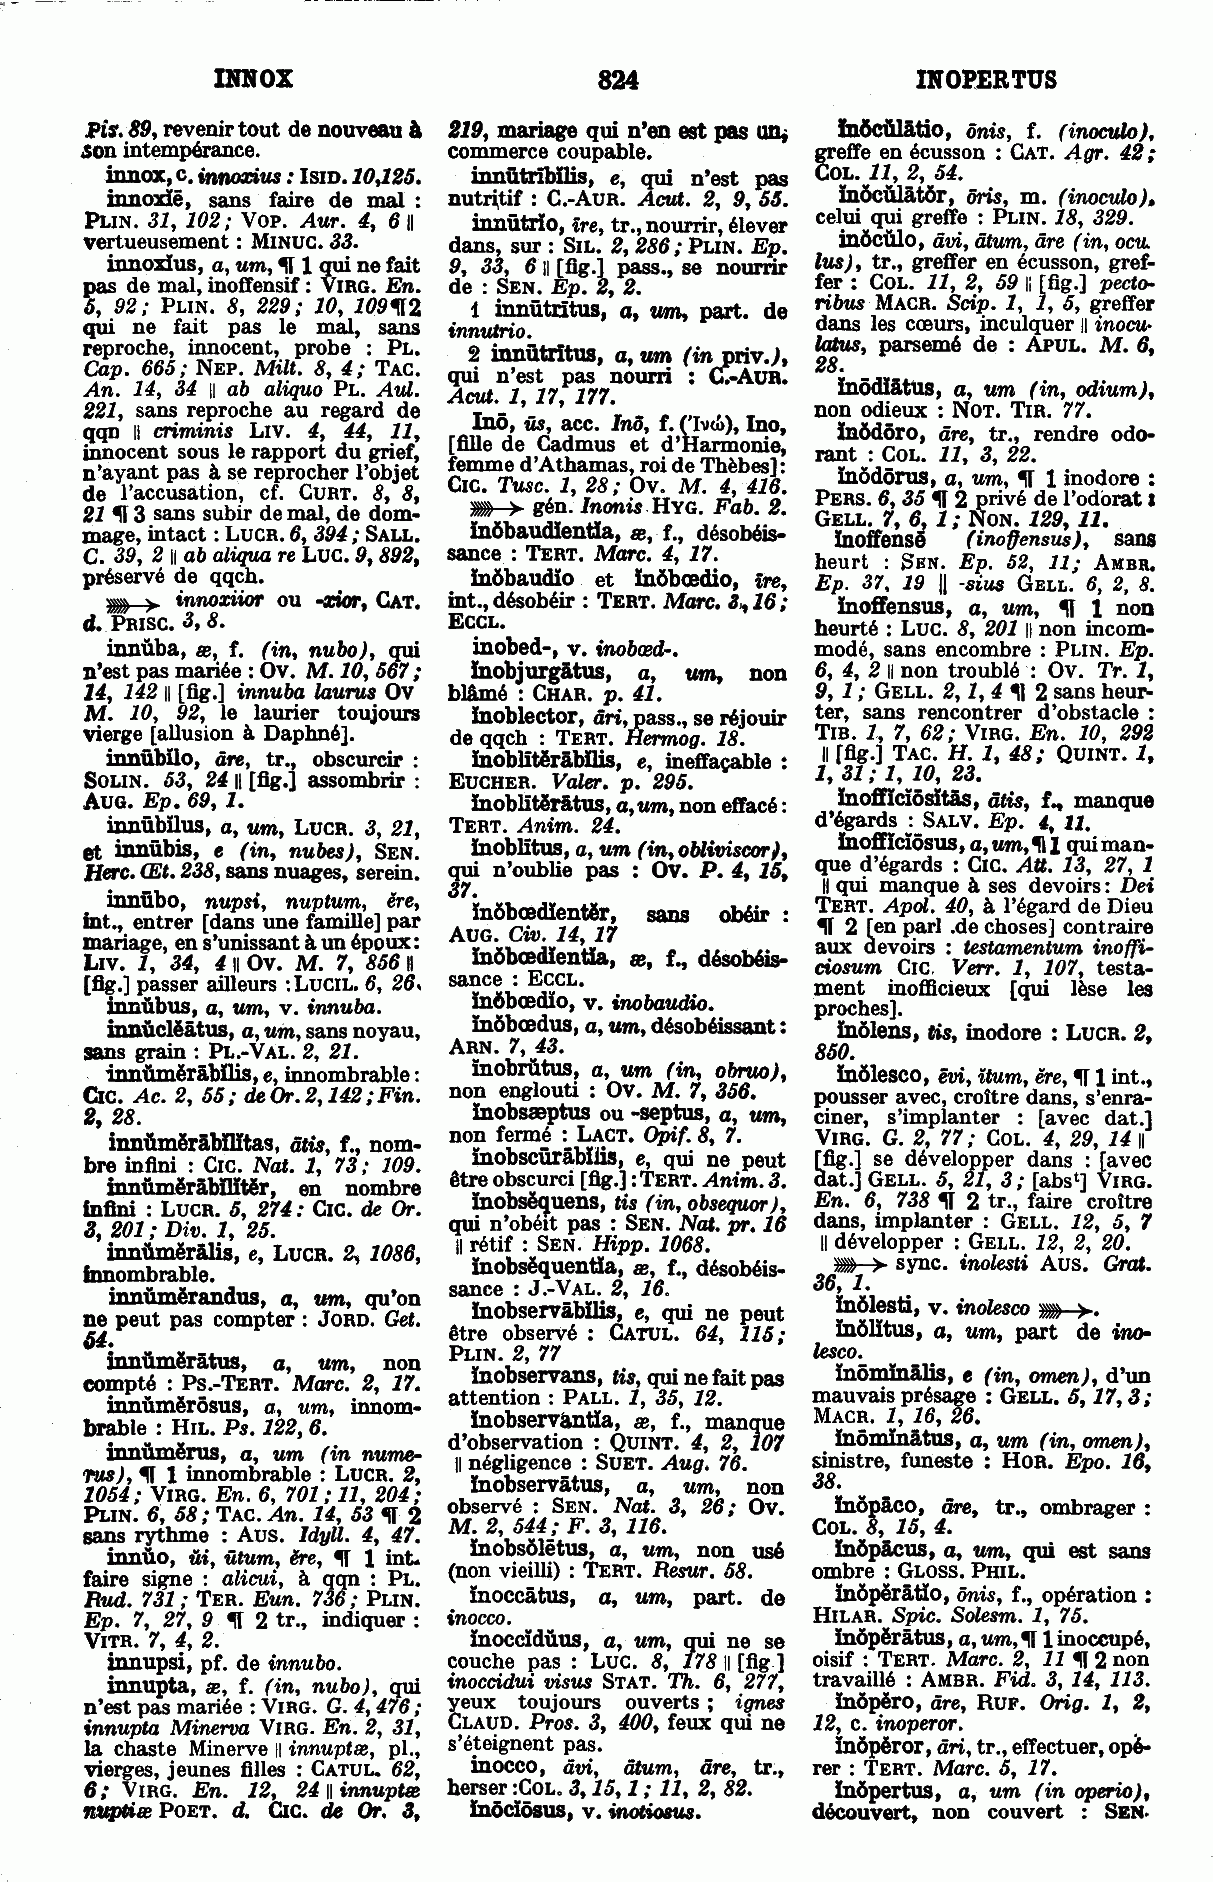 INNOX
824
INOPERTUS
Pis. 89, revenir tout de nouveau à
son intempérance.
innox, c. innoxius : ISID. 10,125.
innoxĭē, sans faire de mal :
PLIN. 31, 102 ; VOP. Aur. 4, 6 ||
vertueusement : MINUC. 33.
innoxĭus, a, um, ¶ 1 qui ne fait
pas de mal, inoffensif : VIRG. En.
5, 92 ; PLIN. 8, 229 ; 10, 109 ¶ 2
qui ne fait pas le mal, sans
reproche, innocent, probe : PL.
Cap. 665 ; NEP. Milt. 8, 4 ; TAC.
An. 14, 34 || ab aliquo PL. Aul.
221, sans reproche au regard de
qqn || criminis LIV. 4, 44, 11,
innocent sous le rapport du grief,
n'ayant pas à se reprocher l'objet
de l'accusation, cf. CURT. 8, 8,
21 ¶ 3 sans subir de mal, de dom-
mage, intact : LUCR. 6, 394 ; SALL.
C. 39, 2 || ab aliqua re LUC. 9, 892,
préservé de qqch.
»»→ innoxiior ou -xior, CAT.
d. PRISC. 3, 8.
innŭba, æ, f. (in, nubo), qui
n'est pas mariée : OV. M. 10, 567 ;
14, 142 || [fig.] innuba laurus OV
M. 10, 92, le laurier toujours
vierge [allusion à Daphné].
innūbĭlo, āre, tr., obscurcir :
SOLIN. 53, 24 || [fig.] assombrir :
AUG. Ep. 69, 1.
innūbĭlus, a, um, LUCR. 3, 21,
et innūbis, e (in, nubes), SEN.
Herc. Œt. 238, sans nuages, serein.
innūbo, nupsi, nuptum, ĕre,
int., entrer [dans une famille] par
mariage, en s'unissant à un époux :
LIV. 1, 34, 4 || OV. M. 7, 856 ||
[fig.] passer ailleurs : LUCIL. 6, 26.
innŭbus, a, um, v. innuba.
innŭclĕātus, a, um, sans noyau,
sans grain : PL.-VAL. 2, 21.
innŭmĕrābĭlis, e, innombrable :
CIC. Ac. 2, 55 ; de Or. 2, 142 ; Fin.
2, 28.
innŭmĕrābĭlĭtas, ātis, f., nom-
bre infini : CIC. Nat. 1, 73 ; 109.
innŭmĕrābĭlĭtĕr, en nombre
infini : LUCR. 5, 274 : CIC. de Or.
3, 201 ; Div. 1, 25.
innŭmĕrālis, e, LUCR. 2, 1086,
innombrable.
innŭmĕrandus, a, um, qu'on
ne peut pas compter : JORD. Get.
54.
innŭmĕrātus, a, um, non
compté : PS.-TERT. Marc. 2, 17.
innŭmĕrōsus, a, um, innom-
brable : HIL. Ps. 122, 6.
innŭmĕrus, a, um (in nume-
rus), ¶ 1 innombrable : LUCR. 2,
1054 ; VIRG. En. 6, 701 ; 11, 204 ;
PLIN. 6, 58 ; TAC. An. 14, 53 ¶ 2
sans rythme : AUS. Idyll. 4, 47.
innŭo, ŭi, ūtum, ĕre, ¶ 1 int.
faire signe : alicui, à qqn : PL.
Rud. 731 ; TER. Eun. 736 ; PLIN.
Ep. 7, 27, 9 ¶ 2 tr., indiquer :
VITR. 7, 4, 2.
innupsi, pf. de innubo.
innupta, æ, f. (in, nubo), qui
n'est pas mariée : VIRG. G. 4, 476 ;
innupta Minerva VIRG. En. 2, 31,
la chaste Minerve || innuptæ, pl.,
vierges, jeunes filles : CATUL. 62,
6 ; VIRG. En. 12, 24 || innuptæ
nuptiæ POET. d. CIC. de Or. 3,
219, mariage qui n'en est pas un,
commerce coupable.
innūtrībĭlis, e, qui n'est pas
nutritif : C.-AUR. Acut. 2, 9, 55.
innūtrĭo, īre, tr., nourrir, élever
dans, sur : SIL. 2, 286 ; PLIN. Ep.
9, 33, 6 || [fig.] pass., se nourrir
de : SEN. Ep. 2, 2.
1 innūtrītus, a, um, part. de
innutrio.
2 innūtrītus, a, um (in priv.),
qui n'est pas nourri : C.-AUR.
Acut. 1, 17, 177.
Īnō, ūs, acc. Inō, f. (Ἰνώ), Ino,
[fille de Cadmus et d'Harmonie,
femme d'Athamas, roi de Thèbes] :
CIC. Tusc. 1, 28 ; OV. M. 4, 416.
»»→ gén. Inonis HYG. Fab. 2.
ĭnŏbaudĭentĭa, æ, f., désobéis-
sance : TERT. Marc. 4, 17.
ĭnŏbaudĭo et ĭnŏbœdio, īre,
int., désobéir : TERT. Marc. 3., 16 ;
ECCL.
inobed-, v. inobœd-.
ĭnobjurgātus, a, um, non
blâmé : CHAR. p. 41.
ĭnoblector, āri, pass., se réjouir
de qqch : TERT. Hermog. 18.
ĭnoblĭtĕrābĭlis, e, ineffaçable :
EUCHER. Valer. p. 295.
ĭnoblĭtĕrātus, a, um, non effacé :
TERT. Anim. 24.
ĭnoblītus, a, um (in, obliviscor),
qui n'oublie pas : OV. P. 4, 15,
37.
ĭnŏbœdĭentĕr, sans obéir :
AUG. Civ. 14, 17
ĭnŏbœdĭentĭa, æ, f., désobéis-
sance : ECCL.
ĭnŏbœdĭo, v. inobaudio.
ĭnŏbœdus, a, um, désobéissant :
ARN. 7, 43.
ĭnobrŭtus, a, um (in, obruo),
non englouti : OV. M. 7, 356.
ĭnobsæptus ou -septus, a, um,
non fermé : LACT. Opif. 8, 7.
ĭnobscūrābĭlis, e, qui ne peut
être obscurci [fig.] : TERT. Anim. 3.
ĭnobsĕquens, tis (in, obsequor),
qui n'obéit pas : SEN. Nat. pr. 16
|| rétif : SEN. Hipp. 1068.
ĭnobsĕquentĭa, æ, f., désobéis-
sance : J.-VAL. 2, 16.
ĭnobservābĭlis, e, qui ne peut
être observé : CATUL. 64, 115 ;
PLIN. 2, 77
ĭnobservans, tis, qui ne fait pas
attention : PALL. 1, 35, 12.
ĭnobservantĭa, æ, f., manque
d'observation : QUINT. 4, 2, 107
|| négligence : SUET. Aug. 76.
ĭnobservātus, a, um, non
observé : SEN. Nat. 3, 26 ; OV.
M. 2, 544 ; F. 3, 116.
ĭnobsŏlētus, a, um, non usé
(non vieilli) : TERT. Resur. 58.
ĭnoccātus, a, um, part. de
inocco.
ĭnoccĭdŭus, a, um, qui ne se
couche pas : LUC. 8, 178 || [fig.]
inoccidui visus STAT. Th. 6, 277,
yeux toujours ouverts ; ignes
CLAUD. Pros. 3, 400, feux qui ne
s'éteignent pas.
inocco, āvi, ātum, āre, tr.,
herser : COL. 3, 15, 1 ; 11, 2, 82.
ĭnōcĭōsus, v. inotiosus.
ĭnŏcŭlātio, ōnis, f. (inoculo),
greffe en écusson : CAT. Agr. 42 ;
COL. 11, 2, 54.
ĭnŏcŭlātŏr, ōris, m. (inoculo),
celui qui greffe : PLIN. 18, 329.
ĭnŏcŭlo, āvi, ātum, āre (in, ocu-
lus), tr., greffer en écusson, gref-
fer : COL. 11, 2, 59 || [fig.] pecto-
ribus MACR. Scip. 1, 1, 5, greffer
dans les cœurs, inculquer || inocu-
latus, parsemé de : APUL. M. 6,
28.
ĭnŏdĭātus, a, um (in, odium),
non odieux : NOT. TIR. 77.
ĭnŏdōro, āre, tr., rendre odo-
rant : COL. 11, 3, 22.
ĭnŏdōrus, a, um, ¶ 1 inodore :
PERS. 6, 35 ¶ 2 privé de l'odorat :
GELL. 7, 6, 1 ; NON. 129, 11.
ĭnoffensē (inoffensus), sans
heurt : SEN. Ep. 52, 11 ; AMBR.
Ep. 37, 19 || -sius GELL. 6, 2, 8.
ĭnoffensus, a, um, ¶ 1 non
heurté : LUC. 8, 201 || non incom-
modé, sans encombre : PLIN. Ep.
6, 4, 2 || non troublé : OV. Tr. 1,
9, 1 ; GELL. 2, 1, 4 ¶ 2 sans heur-
ter, sans rencontrer d'obstacle :
TIB. 1, 7, 62 ; VIRG. En. 10, 292
|| [fig.] TAC. H. 1, 48 ; QUINT. 1,
1, 31 ; 1, 10, 23.
ĭnoffĭcĭōsĭtās, ātis, f., manque
d'égards : SALV. Ep. 4, 11.
ĭnoffĭcĭōsus, a, um, ¶ 1 qui man-
que d'égards : CIC. Att. 13, 27, 1
|| qui manque à ses devoirs : Dei
TERT. Apol. 40, à l'égard de Dieu
¶ 2 [en parl .de choses] contraire
aux devoirs : testamentum inoffi-
ciosum CIC. Verr. 1, 107, testa-
ment inofficieux [qui lèse les
proches].
ĭnŏlens, tis, inodore : LUCR. 2,
850.
ĭnŏlesco, ēvi, ĭtum, ĕre, ¶ 1 int.,
pousser avec, croître dans, s'enra-
ciner, s'implanter : [avec dat.]
VIRG. G. 2, 77 ; COL. 4, 29, 14 ||
[fig.] se développer dans : [avec
dat.] GELL. 5, 21, 3 ; [absᵗ] VIRG.
En. 6, 738 ¶ 2 tr., faire croître
dans, implanter : GELL. 12, 5, 7
|| développer : GELL. 12, 2, 20.
»»→ sync. inolesti AUS. Grat.
36, 1.
ĭnŏlesti, v. inolesco »»→.
ĭnŏlĭtus, a, um, part de ino-
lesco.
ĭnōmĭnālis, e (in, omen), d'un
mauvais présage : GELL. 5, 17, 3 ;
MACR. 1, 16, 26.
ĭnōmĭnātus, a, um (in, omen),
sinistre, funeste : HOR. Epo. 16,
38.
ĭnŏpāco, āre, tr., ombrager :
COL. 8, 15, 4.
ĭnŏpācus, a, um, qui est sans
ombre : GLOSS. PHIL.
ĭnŏpĕrātĭo, ōnis, f., opération :
HILAR. Spic. Solesm. 1, 75.
ĭnŏpĕrātus, a, um, ¶ 1 inoccupé,
oisif : TERT. Marc. 2, 11 ¶ 2 non
travaillé : AMBR. Fid. 3, 14, 113.
ĭnŏpĕro, āre, RUF. Orig. 1, 2,
12, c. inoperor.
ĭnŏpĕror, āri, tr., effectuer, opé-
rer : TERT. Marc. 5, 17.
ĭnŏpertus, a, um (in operio),
découvert, non couvert : SEN.